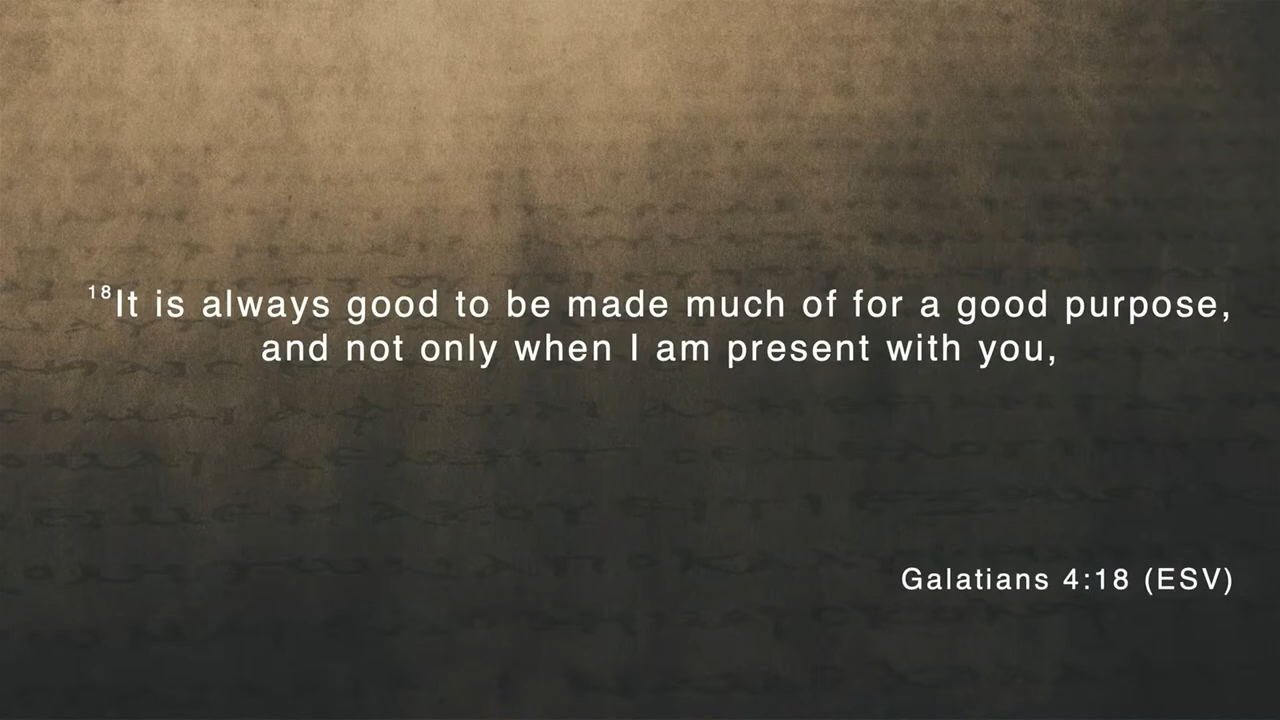 18It is always good to be made much of for a good purpose,
and not only when I am present with you,
Galatians 4:18 (ESV)